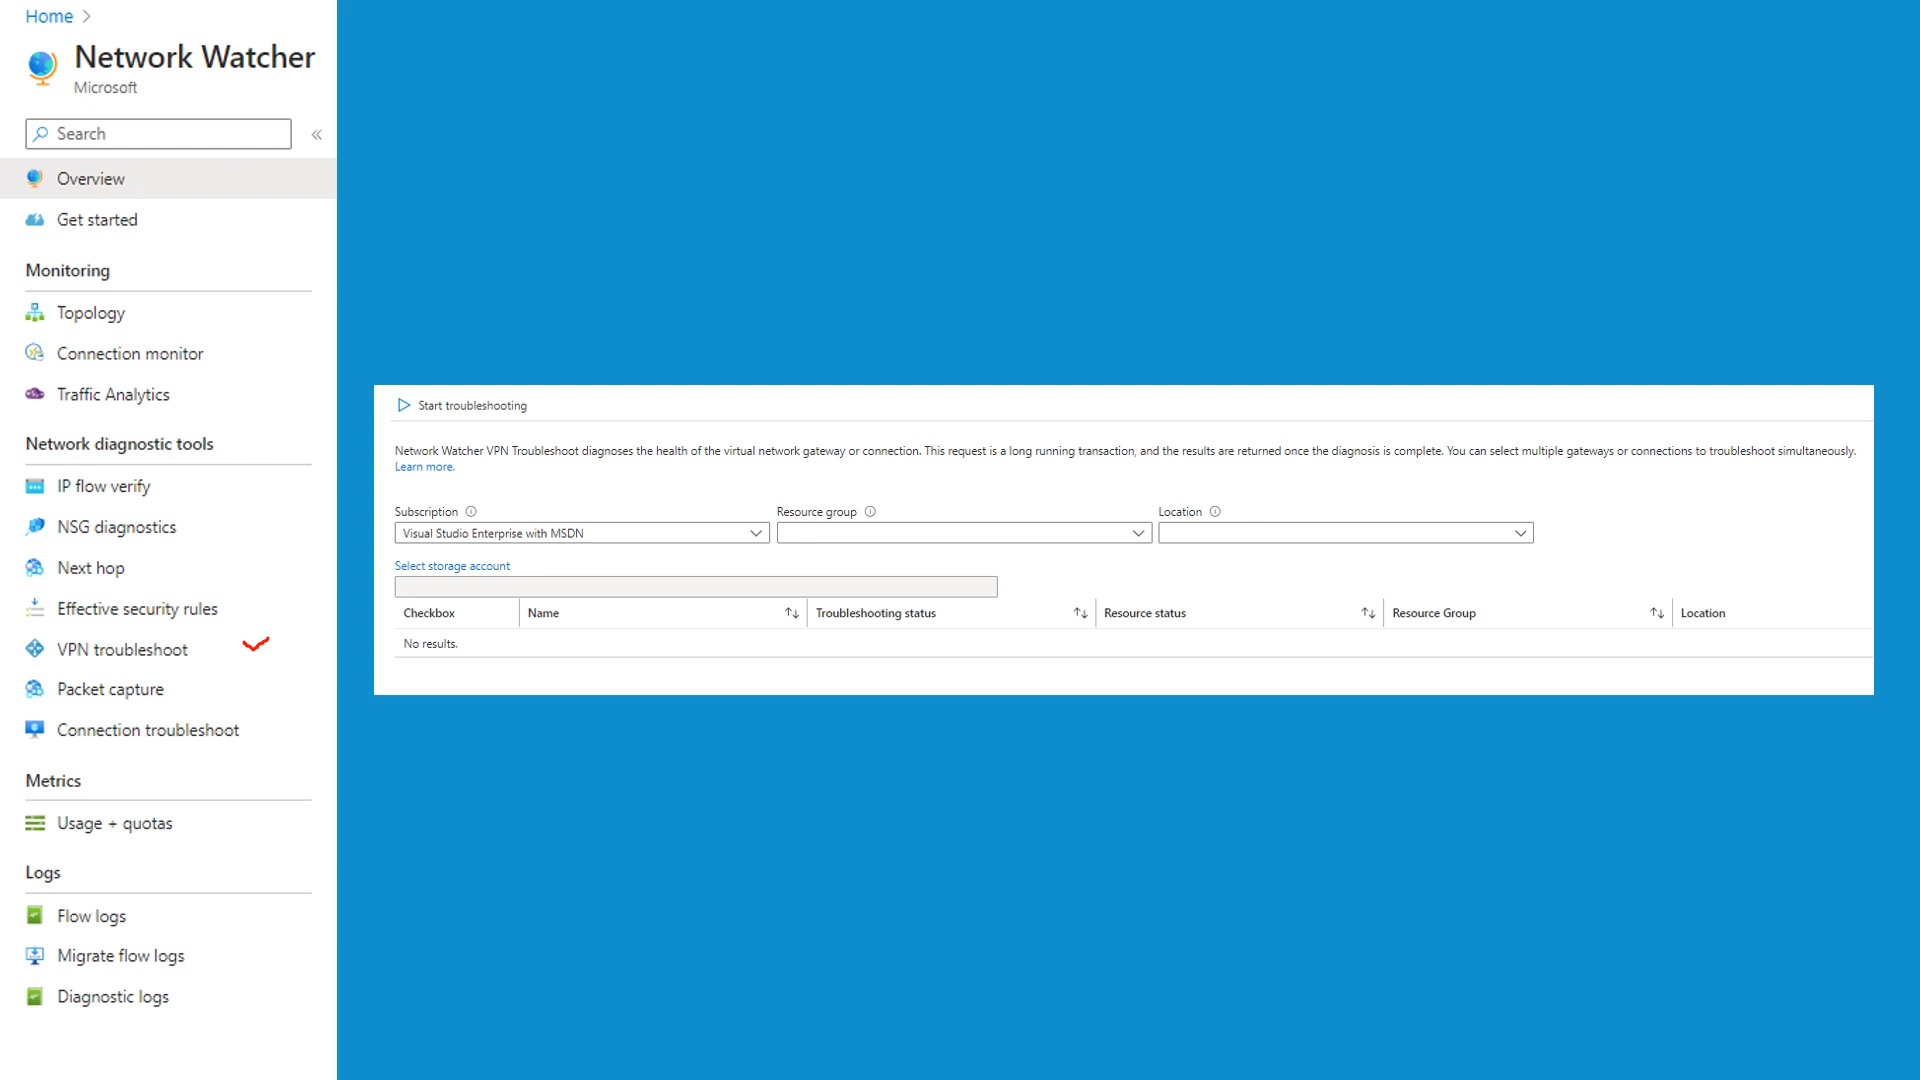 Home
Network Watcher
Microsoft
Search
Overview
Get started
Monitoring
Topology
Connection monitor
Traffic Analytics
Network diagnostic tools
IP flow verify
NSG diagnostics
Next hop
Effective security rules
VPN troubleshoot
Packet capture
Connection troubleshoot
Metrics
Usage + quotas
Logs
Flow logs
Migrate flow logs
Diagnostic logs
Start troubleshooting
Network Watcher VPN Troubleshoot diagnoses the health of the virtual network gateway or connection. This request is a long running transaction, and the results are returned once the diagnosis is complete. You can select multiple gateways or connections to troubleshoot simultaneously.
Learn more.
Subscription Resource group Location
Visual Studio Enterprise with MSDN
Select storage account
Checkbox Name Troubleshooting status Resource status Resource Group Location
No results.